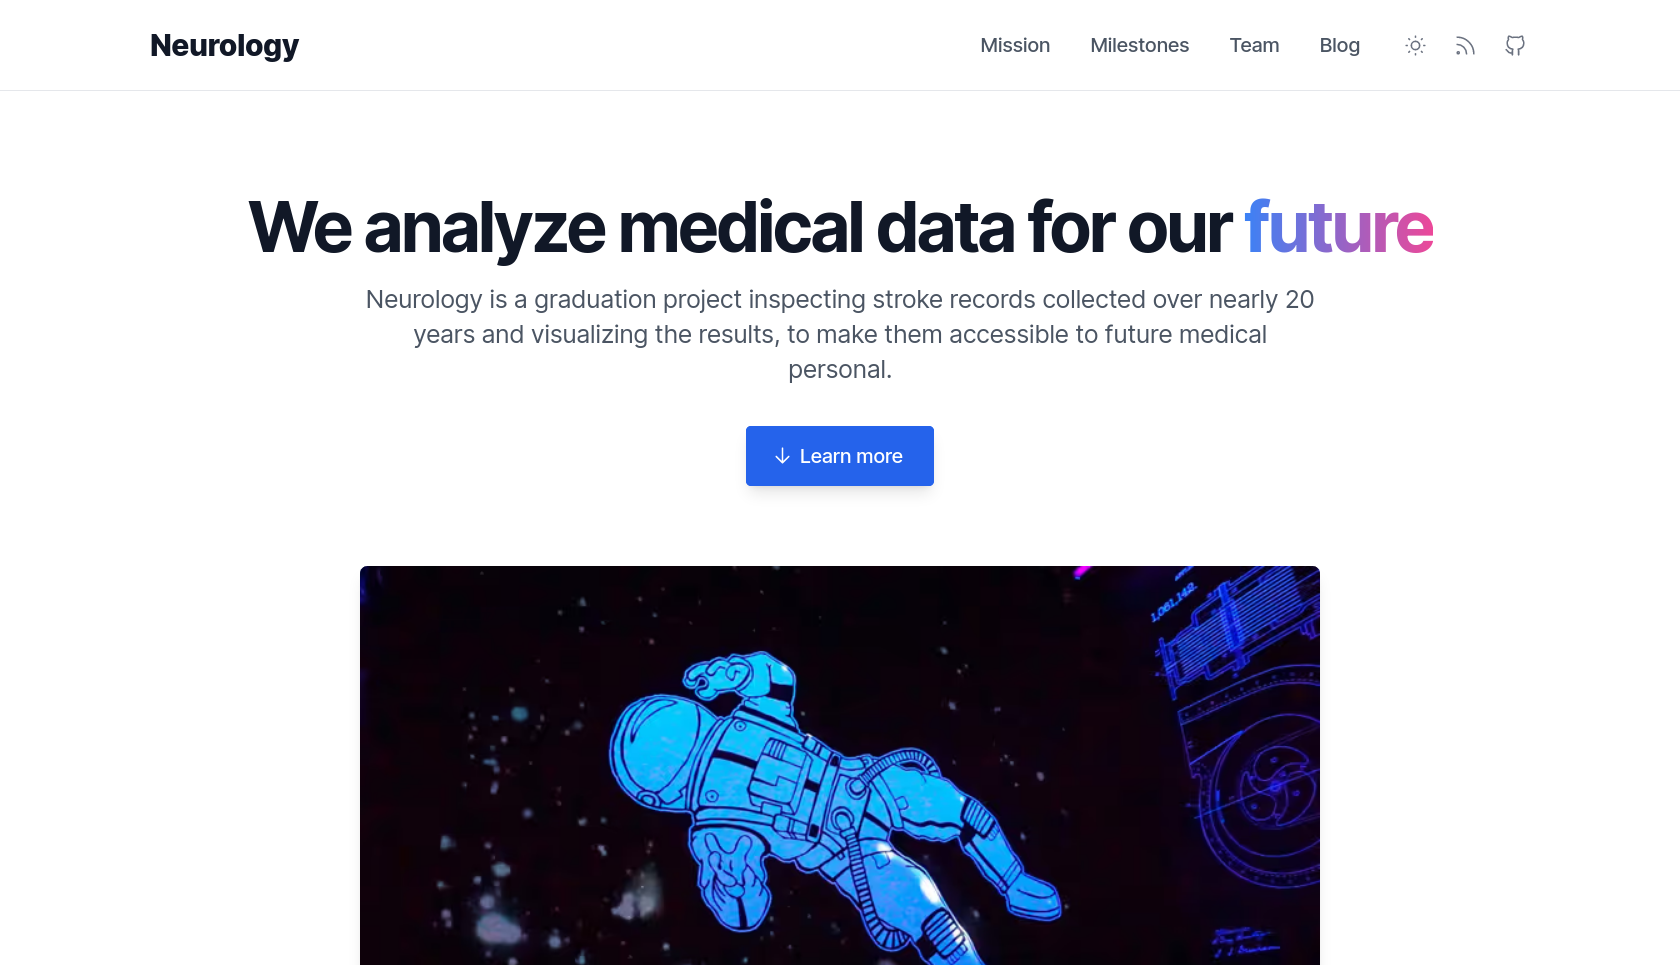 Neurology
Mission
Milestones
Team
Blog
We analyze medical data for our future
Neurology is a graduation project inspecting stroke records collected over nearly 20
years and visualizing the results, to make them accessible to future medical
personal.
Learn more
1,061,142.